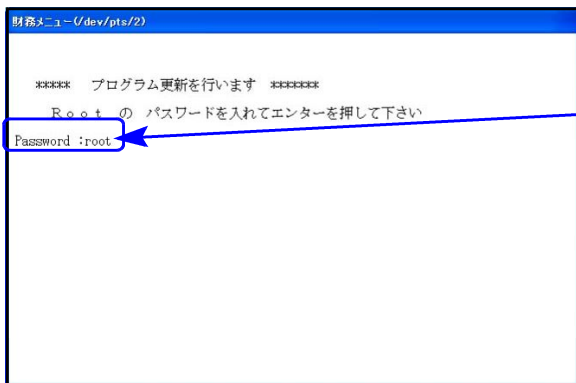 財務メニュー(/dev/pts/2)
***** プログラム更新を行います *******
Ｒｏｏｔ の パスワードを入れてエンターを押して下さい
Password :root